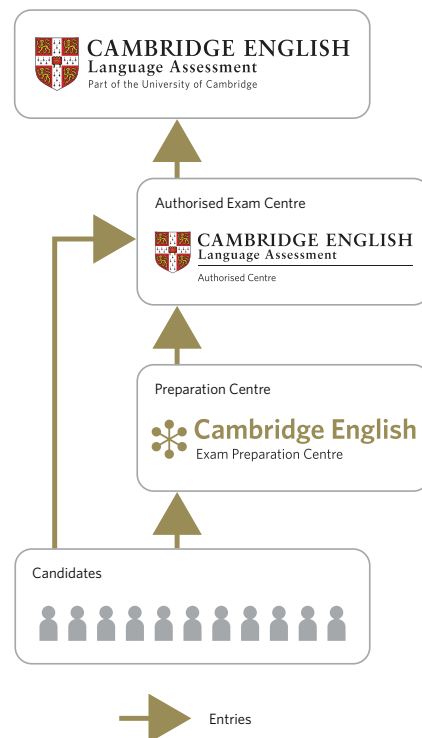 CAMBRIDGE ENGLISH
Language Assessment
Part of the University of Cambridge
Authorised Exam Centre
CAMBRIDGE ENGLISH
Language Assessment
Authorised Centre
Preparation Centre
Cambridge English
Exam Preparation Centre
Candidates
Entries